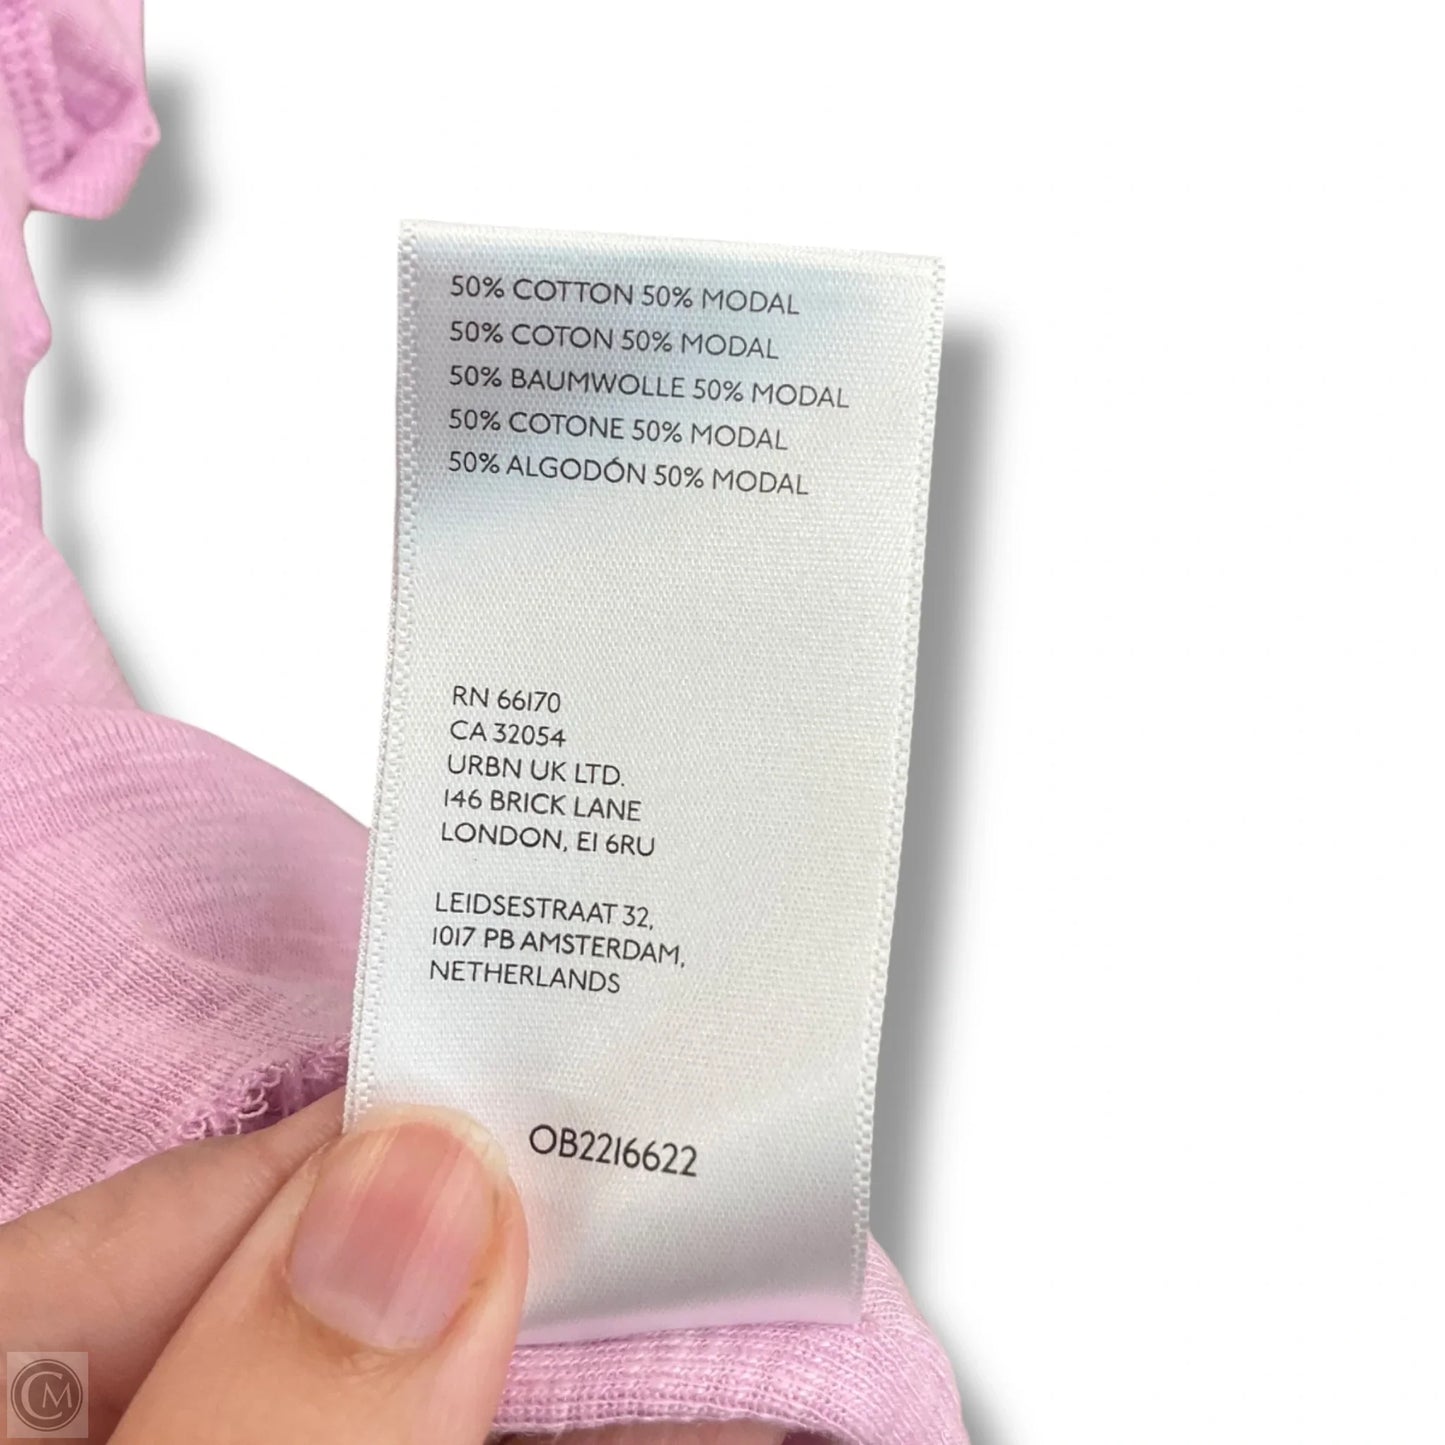 50% COTTON 50% MODAL
50% COTON 50% MODAL
50% BAUMWOLLE 50% MODAL
50% COTONE 50% MODAL
50% ALGODÓN 50% MODAL
RN 66170
CA 32054
URBN UK LTD.
146 BRICK LANE
LONDON, E1 6RU
LEIDSESTRAAT 32,
1017 PB AMSTERDAM,
NETHERLANDS
OB2216622
CM